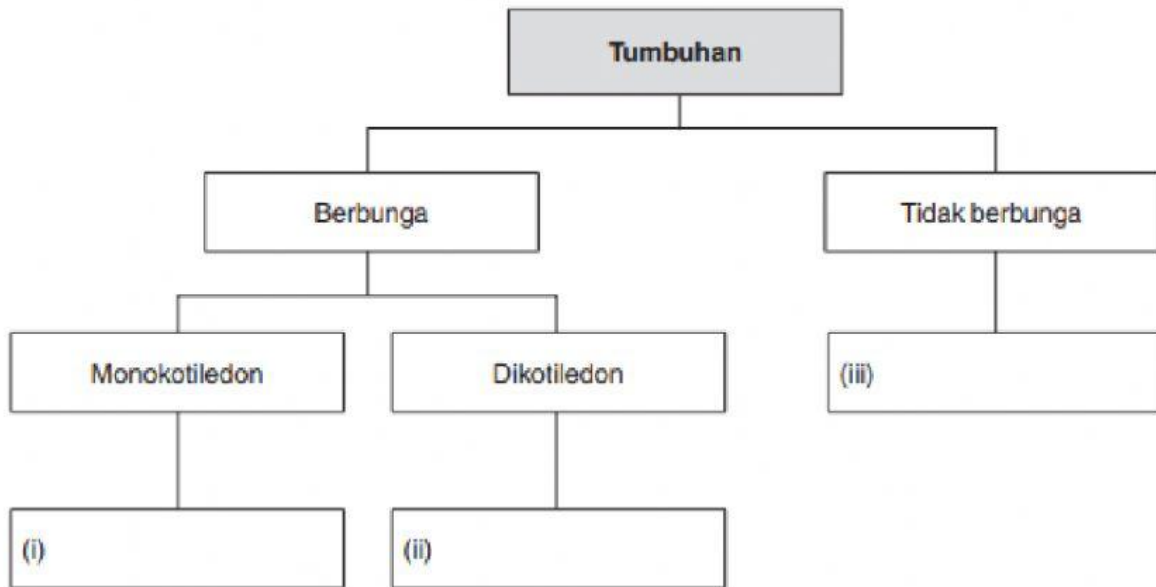 Tumbuhan
Berbunga
Tidak berbunga
Monokotiledon
Dikotiledon
(iii)
(i)
(ii)